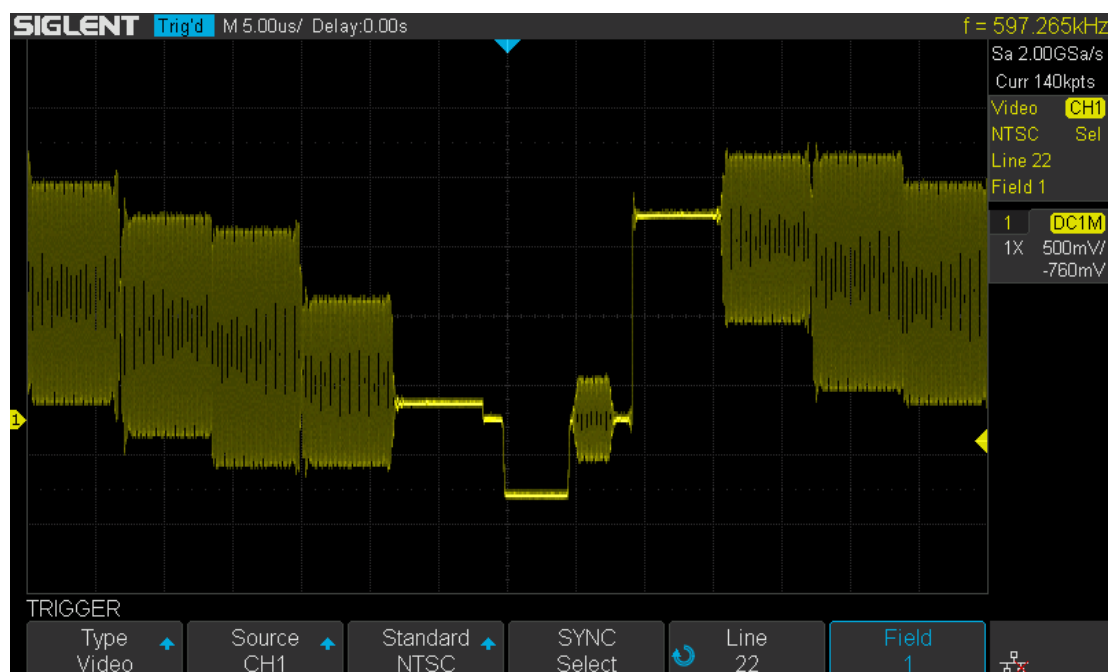 SIGLENT Trig'd M 5.00us/ Delay:0.00s f = 597.265kHz
Sa 2.00GSa/s
Curr 140kpts
Video CH1
NTSC Sel
Line 22
Field 1
1 DC1M
1X 500mV/
-760mV
1
TRIGGER
Type Source Standard SYNC Line Field
Video CH1 NTSC Select 22 1